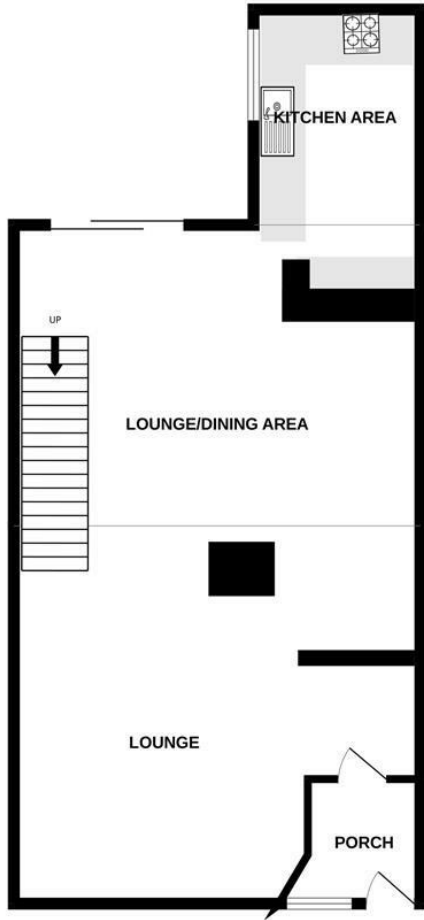 KITCHEN AREA
UP
LOUNGE/DINING AREA
LOUNGE
PORCH